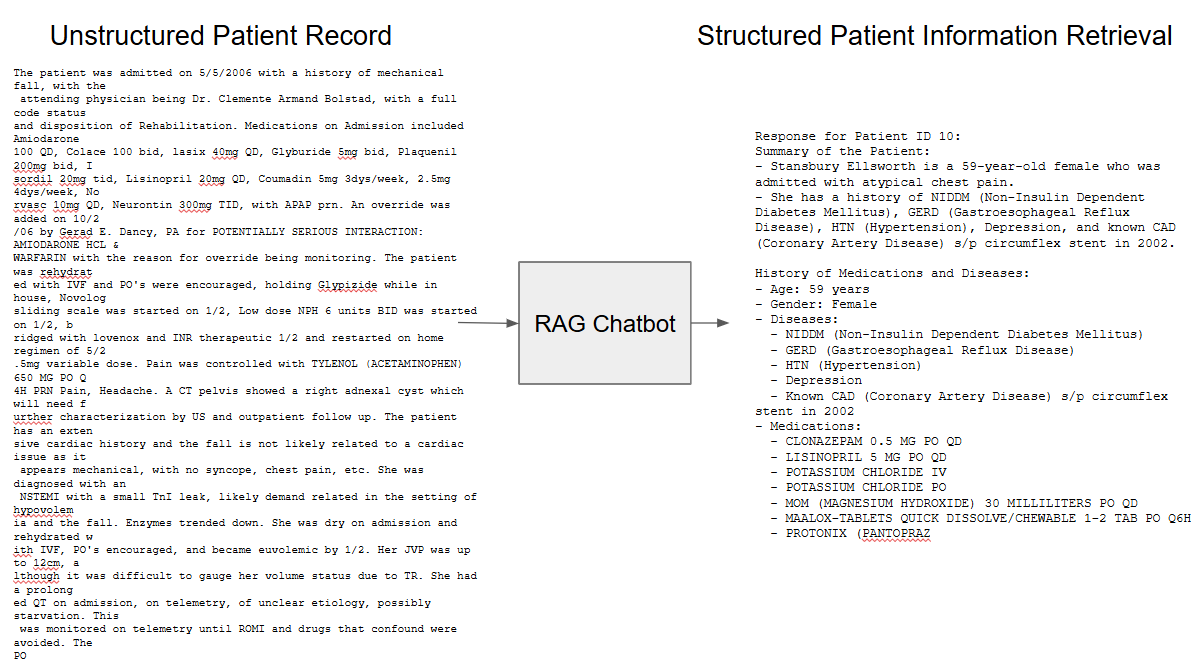 Unstructured Patient Record
The patient was admitted on 5/5/2006 with a history of mechanical
fall, with the
attending physician being Dr. Clemente Armand Bolstad, with a full
code status
and disposition of Rehabilitation. Medications on Admission included
Amiodarone
100 QD, Colace 100 bid, lasix 40mg QD, Glyburide 5mg bid, Plaquenil
200mg bid, I
sordil 20mg tid, Lisinopril 20mg QD, Coumadin 5mg 3dys/week, 2.5mg
4dys/week, No
rvasc 10mg QD, Neurontin 300mg TID, with APAP prn. An override was
added on 10/2
/06 by Gerad E. Dancy, PA for POTENTIALLY SERIOUS INTERACTION:
AMIODARONE HCL &
WARFARIN with the reason for override being monitoring. The patient
was rehydrat
ed with IVF and PO's were encouraged, holding Glypizide while in
house, Novolog
sliding scale was started on 1/2, Low dose NPH 6 units BID was started
on 1/2, b
ridged with lovenox and INR therapeutic 1/2 and restarted on home
regimen of 5/2
.5mg variable dose. Pain was controlled with TYLENOL (ACETAMINOPHEN)
650 MG PO Q
4H PRN Pain, Headache. A CT pelvis showed a right adnexal cyst which
will need f
urther characterization by US and outpatient follow up. The patient
has an exten
sive cardiac history and the fall is not likely related to a cardiac
issue as it
appears mechanical, with no syncope, chest pain, etc. She was
diagnosed with an
NSTEMI with a small TnI leak, likely demand related in the setting of
hypovolem
ia and the fall. Enzymes trended down. She was dry on admission and
rehydrated w
ith IVF, PO's encouraged, and became euvolemic by 1/2. Her JVP was up
to 12cm, a
lthough it was difficult to gauge her volume status due to TR. She had
a prolong
ed QT on admission, on telemetry, of unclear etiology, possibly
starvation. This
was monitored on telemetry until ROMI and drugs that confound were
avoided. The
PO
RAG Chatbot
Structured Patient Information Retrieval
Response for Patient ID 10:
Summary of the Patient:
- Stansbury Ellsworth is a 59-year-old female who was
admitted with atypical chest pain.
- She has a history of NIDDM (Non-Insulin Dependent
Diabetes Mellitus), GERD (Gastroesophageal Reflux
Disease), HTN (Hypertension), Depression, and known CAD
(Coronary Artery Disease) s/p circumflex stent in 2002.
History of Medications and Diseases:
- Age: 59 years
- Gender: Female
- Diseases:
- NIDDM (Non-Insulin Dependent Diabetes Mellitus)
- GERD (Gastroesophageal Reflux Disease)
- HTN (Hypertension)
- Depression
- Known CAD (Coronary Artery Disease) s/p circumflex
stent in 2002
- Medications:
- CLONAZEPAM 0.5 MG PO QD
- LISINOPRIL 5 MG PO QD
- POTASSIUM CHLORIDE IV
- POTASSIUM CHLORIDE PO
- MOM (MAGNESIUM HYDROXIDE) 30 MILLILITERS PO QD
- MAALOX-TABLETS QUICK DISSOLVE/CHEWABLE 1-2 TAB PO Q6H
- PROTONIX (PANTOPRAZ